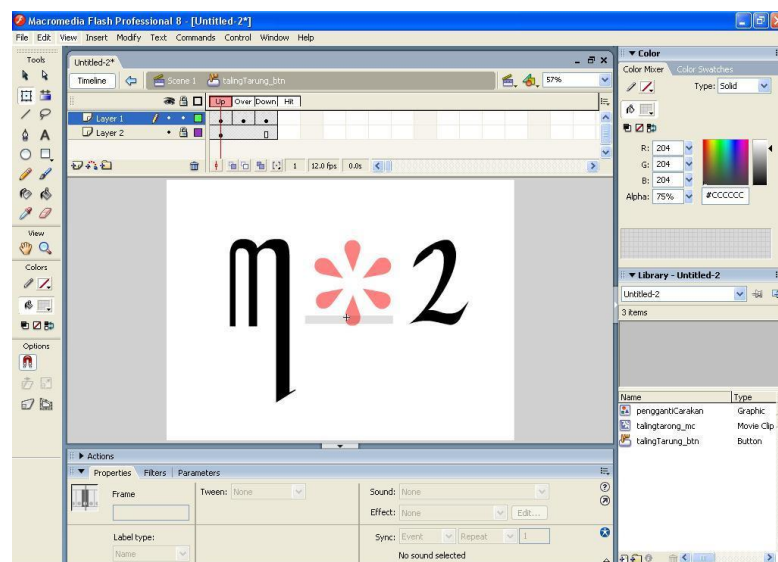 Macromedia Flash Professional 8 - [Untitled-2*]
File Edit View Insert Modify Text Commands Control Window Help
Tools
View
Colors
Options
Untitled-2*
Timeline Scene 1 talingTarung_btn 57%
Up Over Down Hit
Layer 1
Layer 2
1 12.0 fps 0.0s
Actions
Properties Filters Parameters
Frame
Tween: None
Label type:
Name
Sound: None
Effect: None Edit...
Sync: Event Repeat 1
No sound selected
Color
Color Mixer Color Swatches
Type: Solid
R: 204
G: 204
B: 204
Alpha: 75% #CCCCCC
Library - Untitled-2
Untitled-2
3 items
Name Type
penggantiCarakan Graphic
talingtarong_mc Movie Clip
talingTarung_btn Button